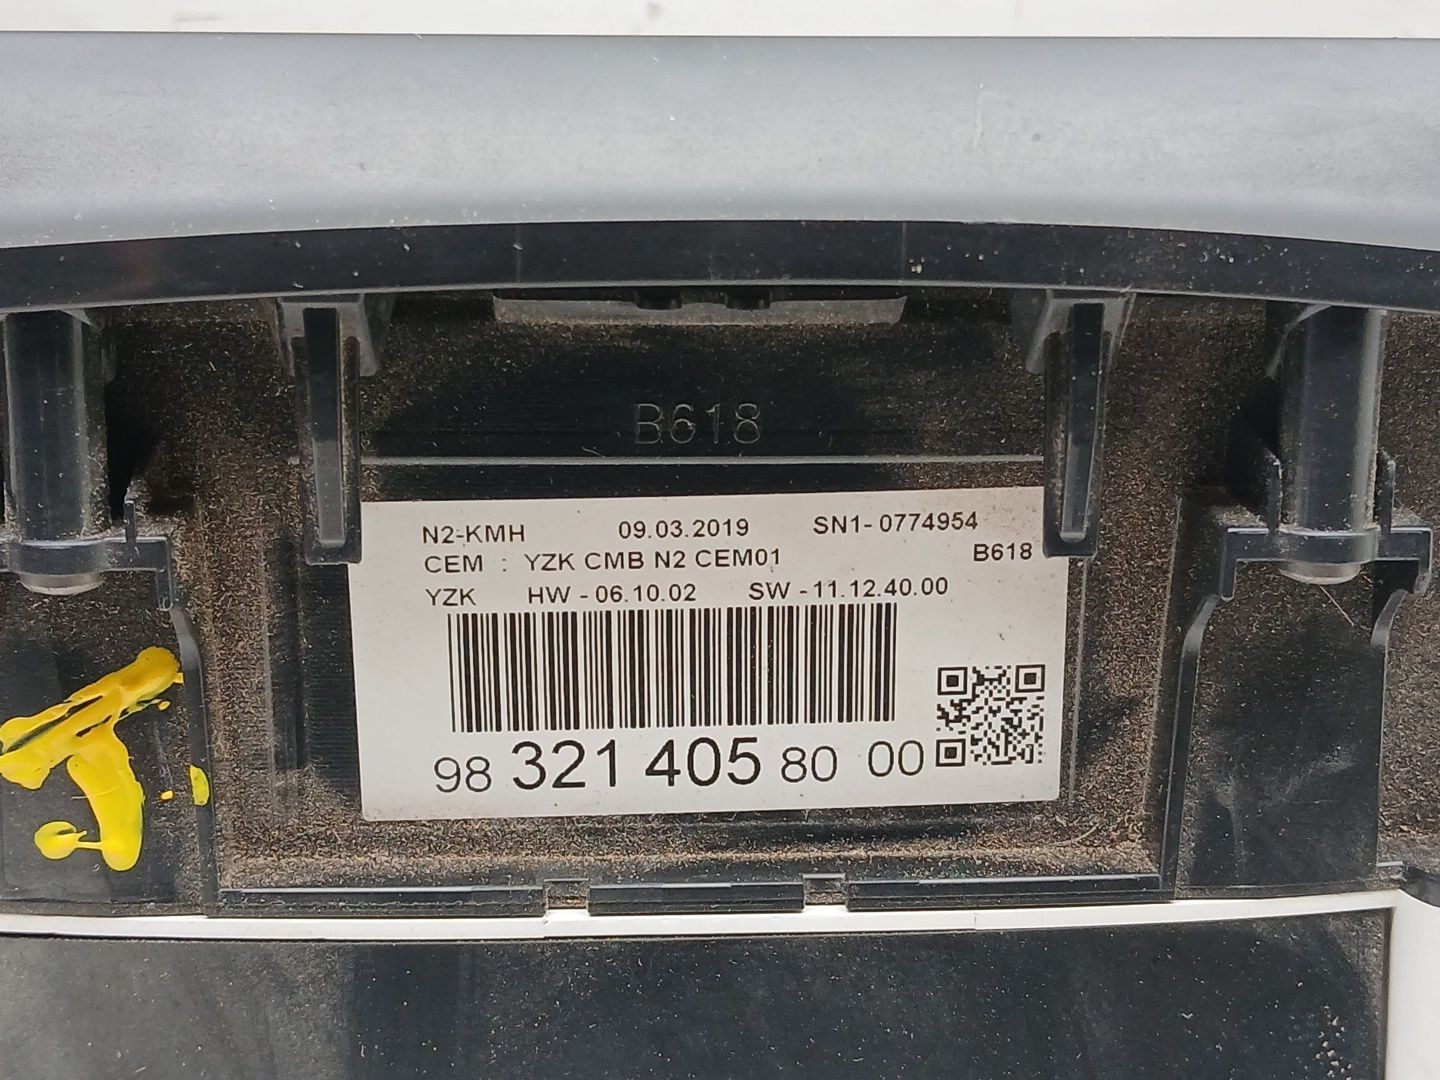 B618
N2-KMH 09.03.2019 SN1- 0774954
CEM : YZK CMB N2 CEM01 B618
YZK HW - 06.10.02 SW - 11.12.40.00
98 321 405 80 00